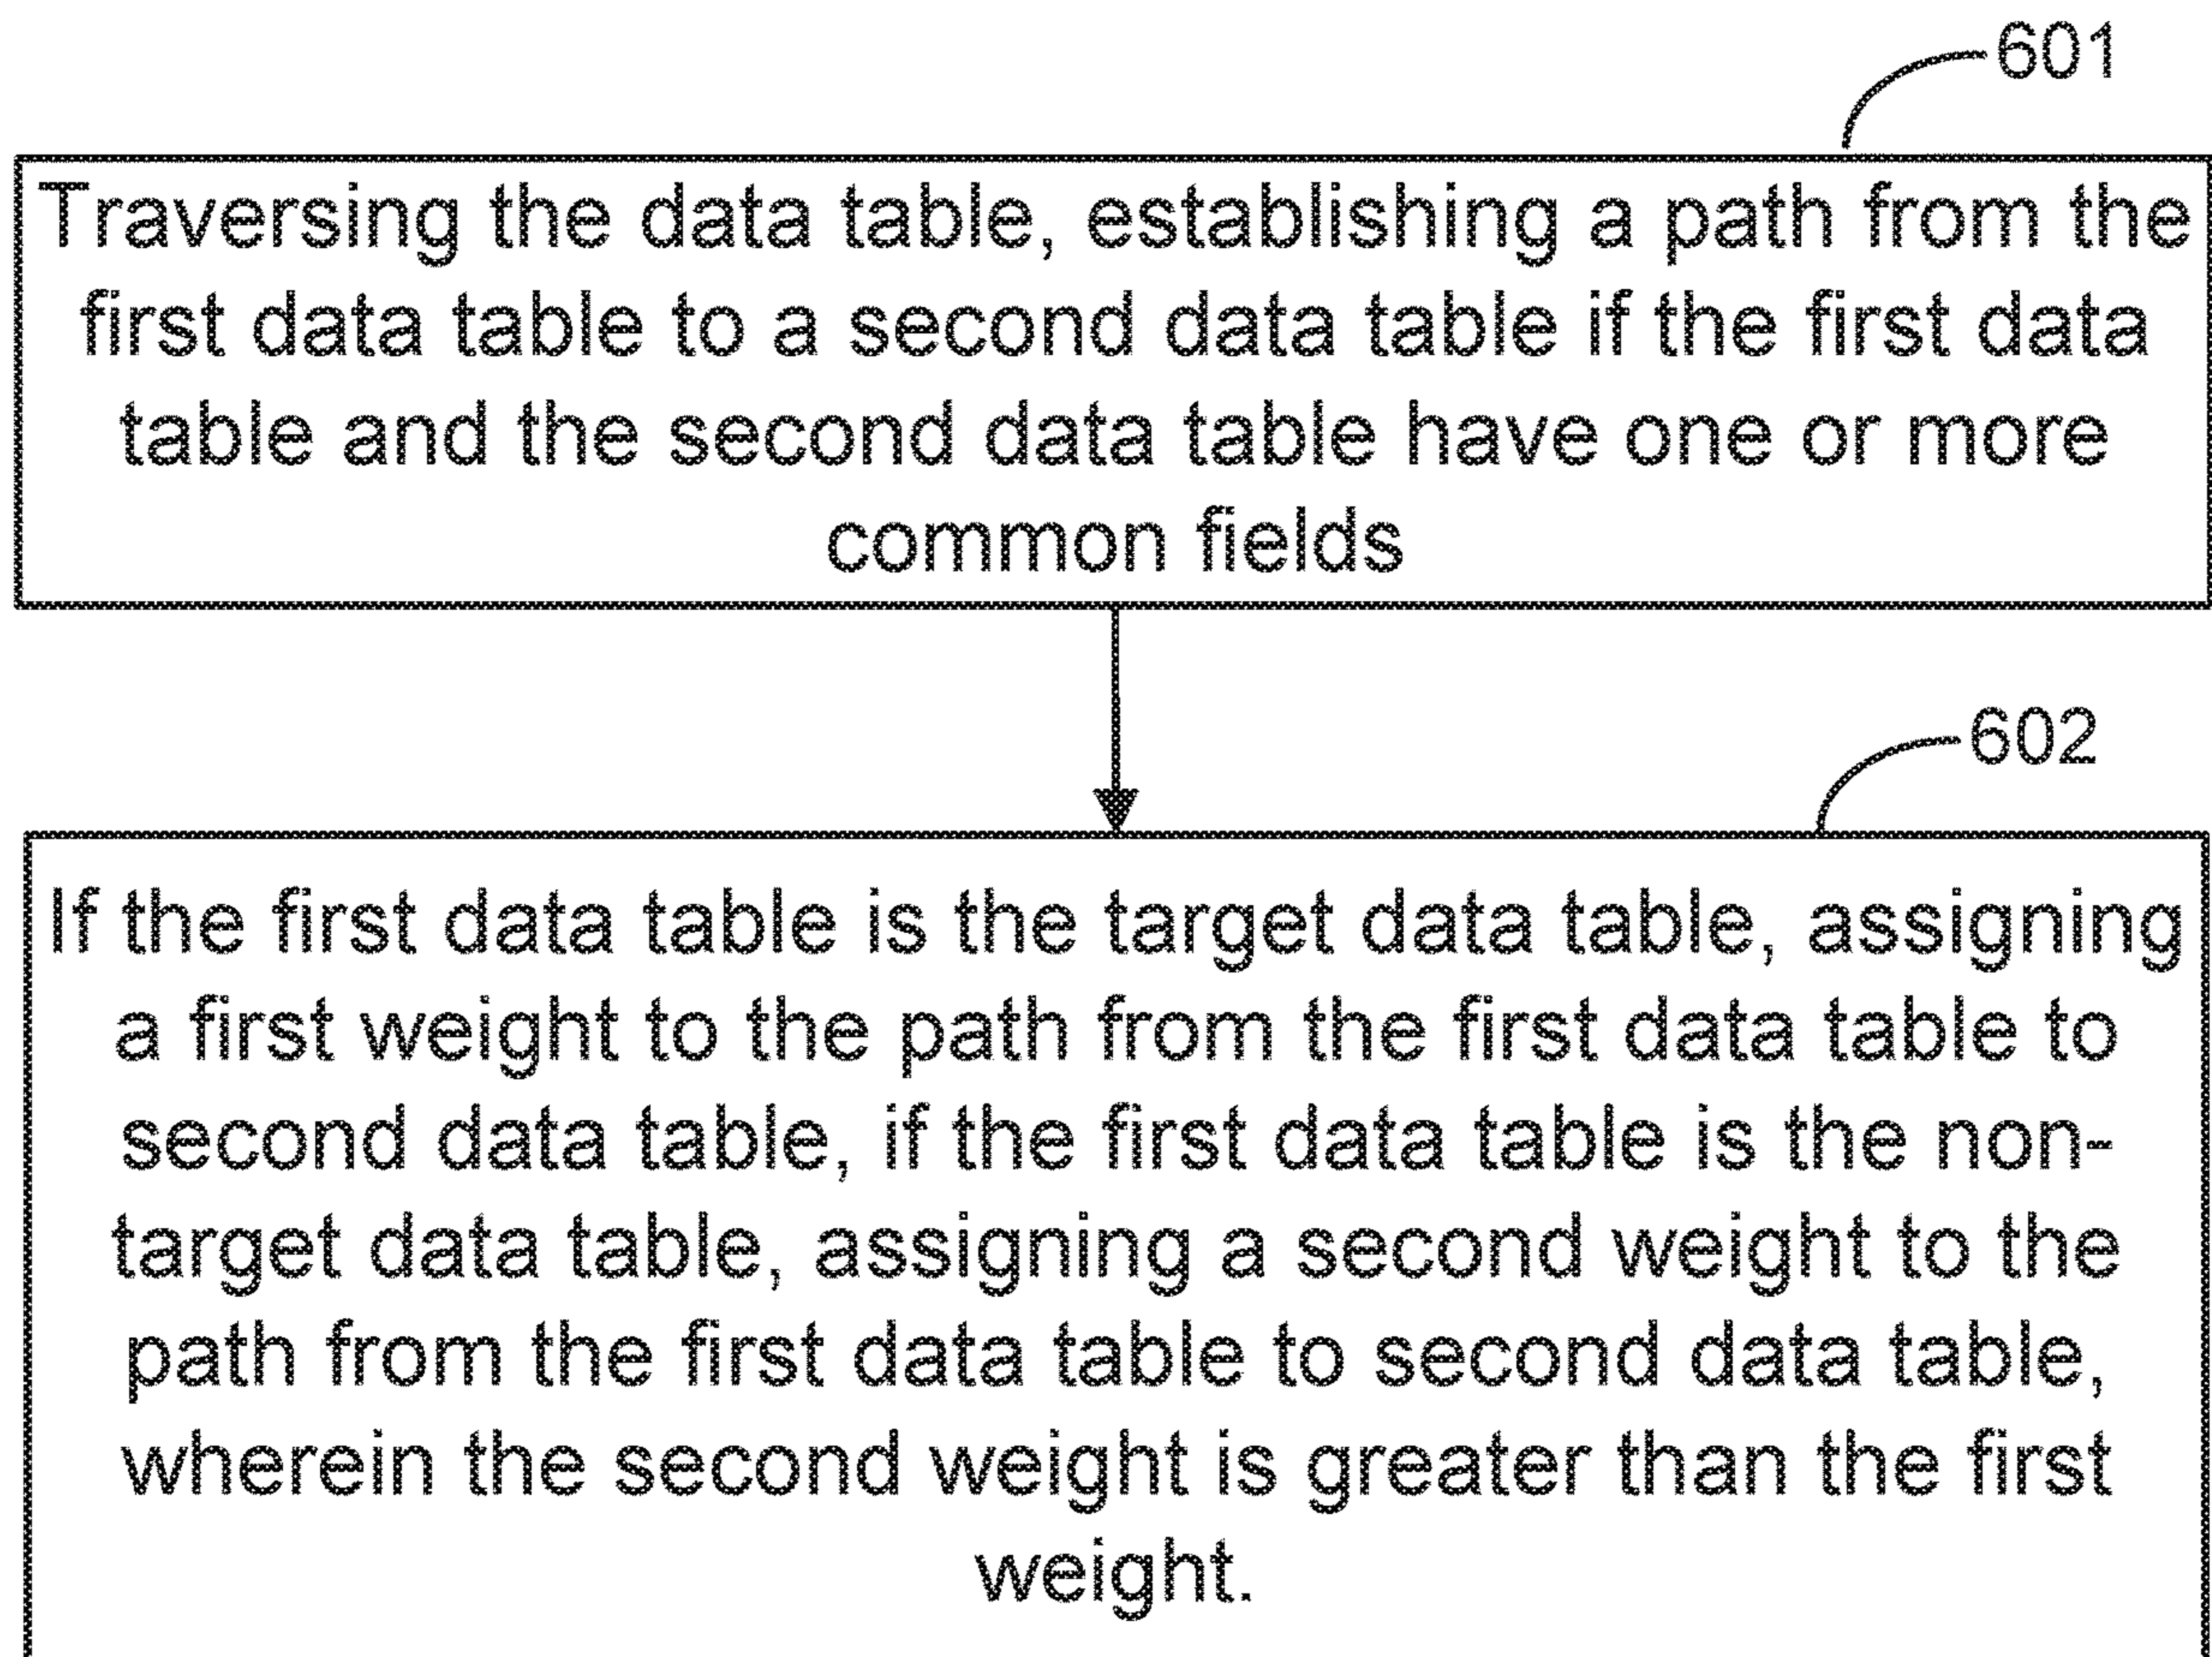 601
Traversing the data table, establishing a path from the
first data table to a second data table if the first data
table and the second data table have one or more
common fields
602
If the first data table is the target data table, assigning
a first weight to the path from the first data table to
second data table, if the first data table is the non-
target data table, assigning a second weight to the
path from the first data table to second data table,
wherein the second weight is greater than the first
weight.